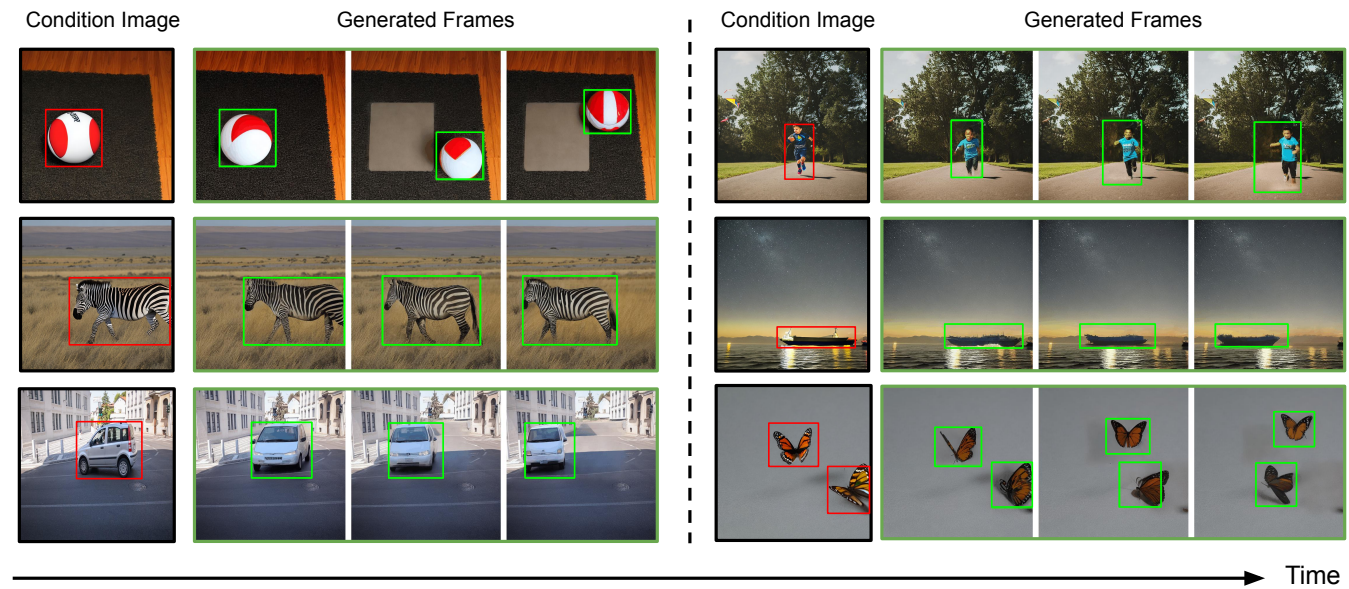 Condition Image
Generated Frames
Condition Image
Generated Frames
Time